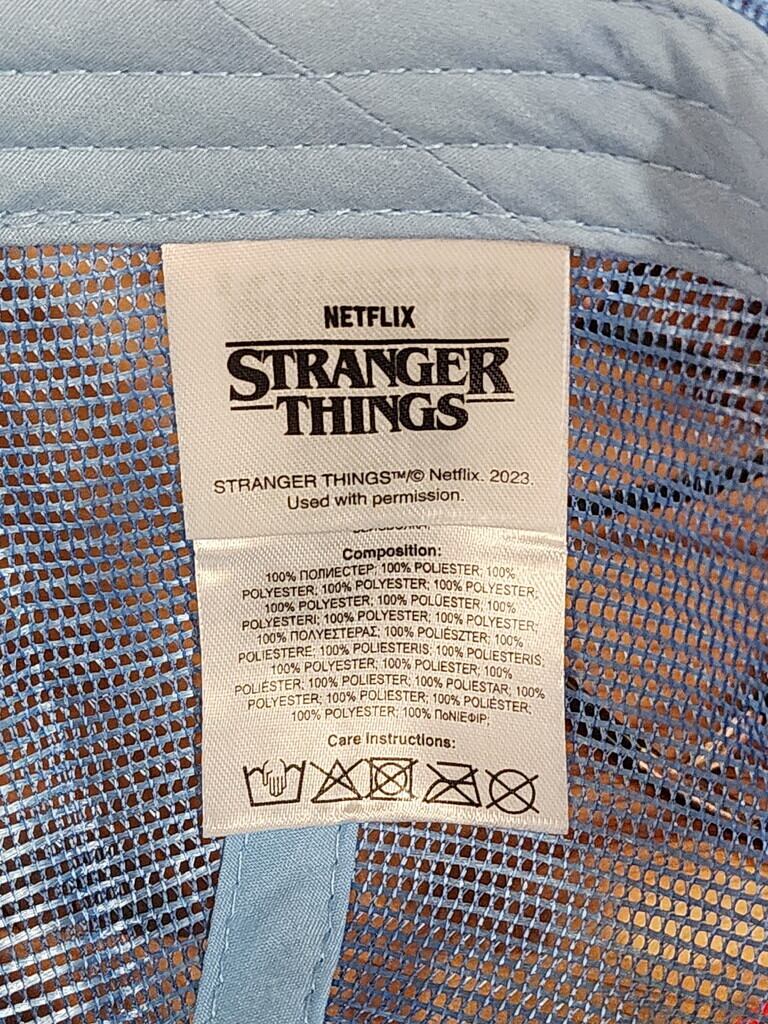 NETFLIX
STRANGER
THINGS
STRANGER THINGS™/© Netflix. 2023.
Used with permission.
Composition:
100% ПОЛИЕСТЕР; 100% POLIESTER; 100%
POLYESTER; 100% POLYESTER; 100% POLYESTER;
100% POLYESTER; 100% POLÜESTER; 100%
POLYESTERI; 100% POLYESTER; 100% POLYESTER;
100% ΠΟΛΥΕΣΤΕΡΑΣ; 100% POLIÉSZTER; 100%
POLIESTERE; 100% POLIESTERIS; 100% POLIESTERIS;
100% POLYESTER; 100% POLIESTER; 100%
POLIÉSTER; 100% POLIESTER; 100% POLIESTAR; 100%
POLYESTER; 100% POLIESTER; 100% POLIÉSTER;
100% POLYESTER; 100% ПоNIЕФIР;
Care Instructions: